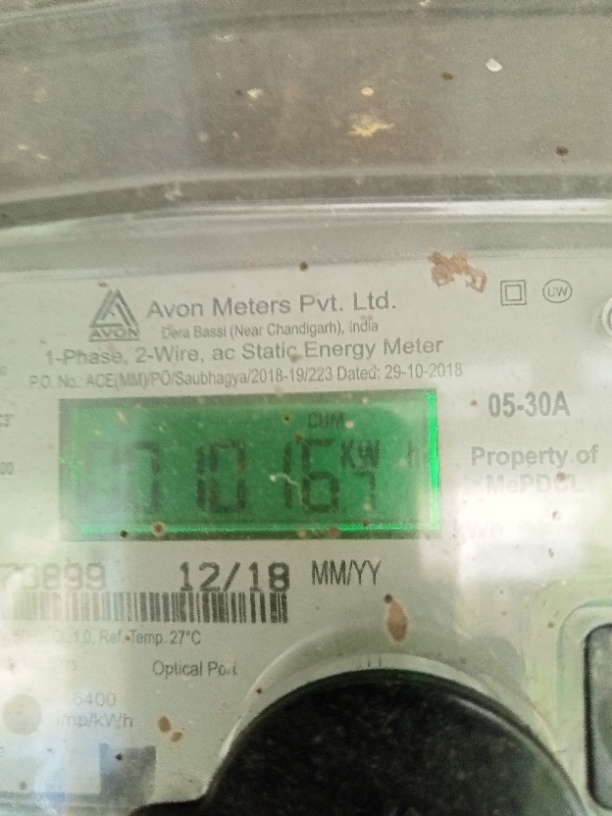 Avon Meters Pvt. Ltd.
AVON
Dera Bassi (Near Chandigarh), India
1-Phase, 2-Wire, ac Static Energy Meter
P.O. No.: ACE(MM)/PO/Saubhagya/2018-19/223 Dated: 29-10-2018
UW
05-30A
CUM
KW h
Property of
MePDCL
12/18 MM/YY
Ref. Temp. 27°C
Optical Port
6400
imp/kWh